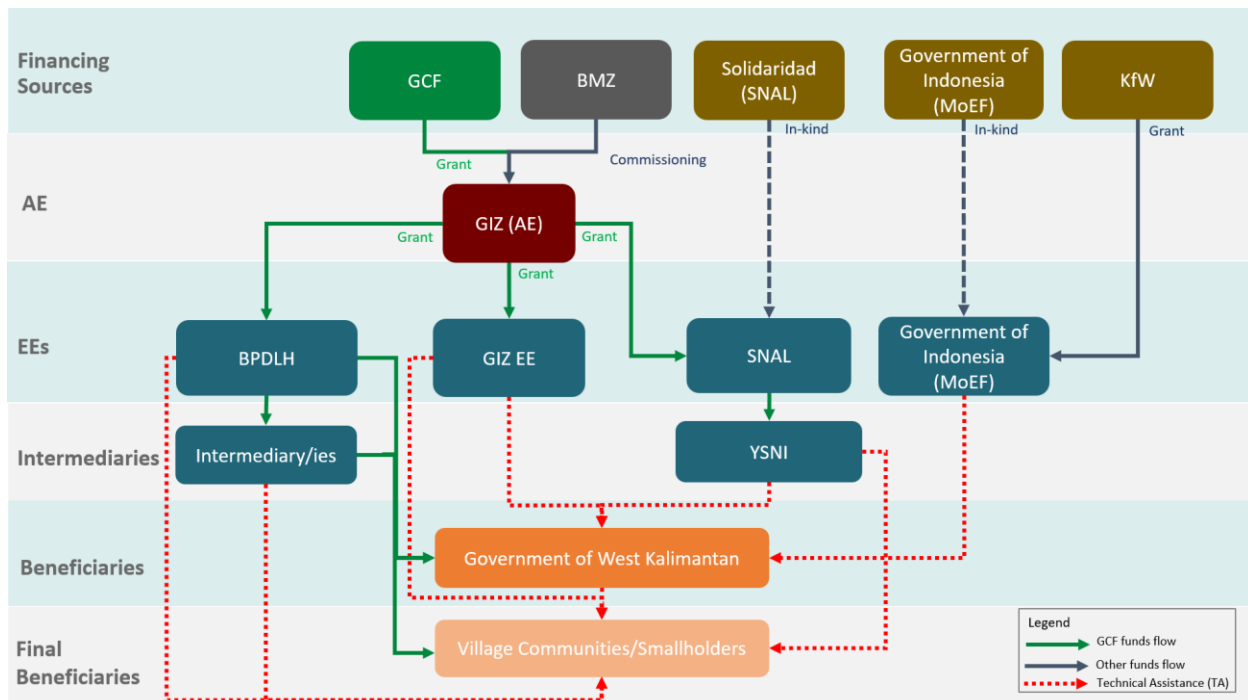 Financing
Sources
GCF
BMZ
Solidaridad
(SNAL)
Government of
Indonesia
(MoEF)
KfW
In-kind
In-kind
Grant
Grant
Commissioning
AE
GIZ (AE)
Grant
Grant
Grant
EEs
BPDLH
GIZ EE
SNAL
Government of
Indonesia
(MoEF)
Intermediaries
Intermediary/ies
YSNI
Beneficiaries
Government of West Kalimantan
Final
Beneficiaries
Village Communities/Smallholders
Legend
GCF funds flow
Other funds flow
Technical Assistance (TA)